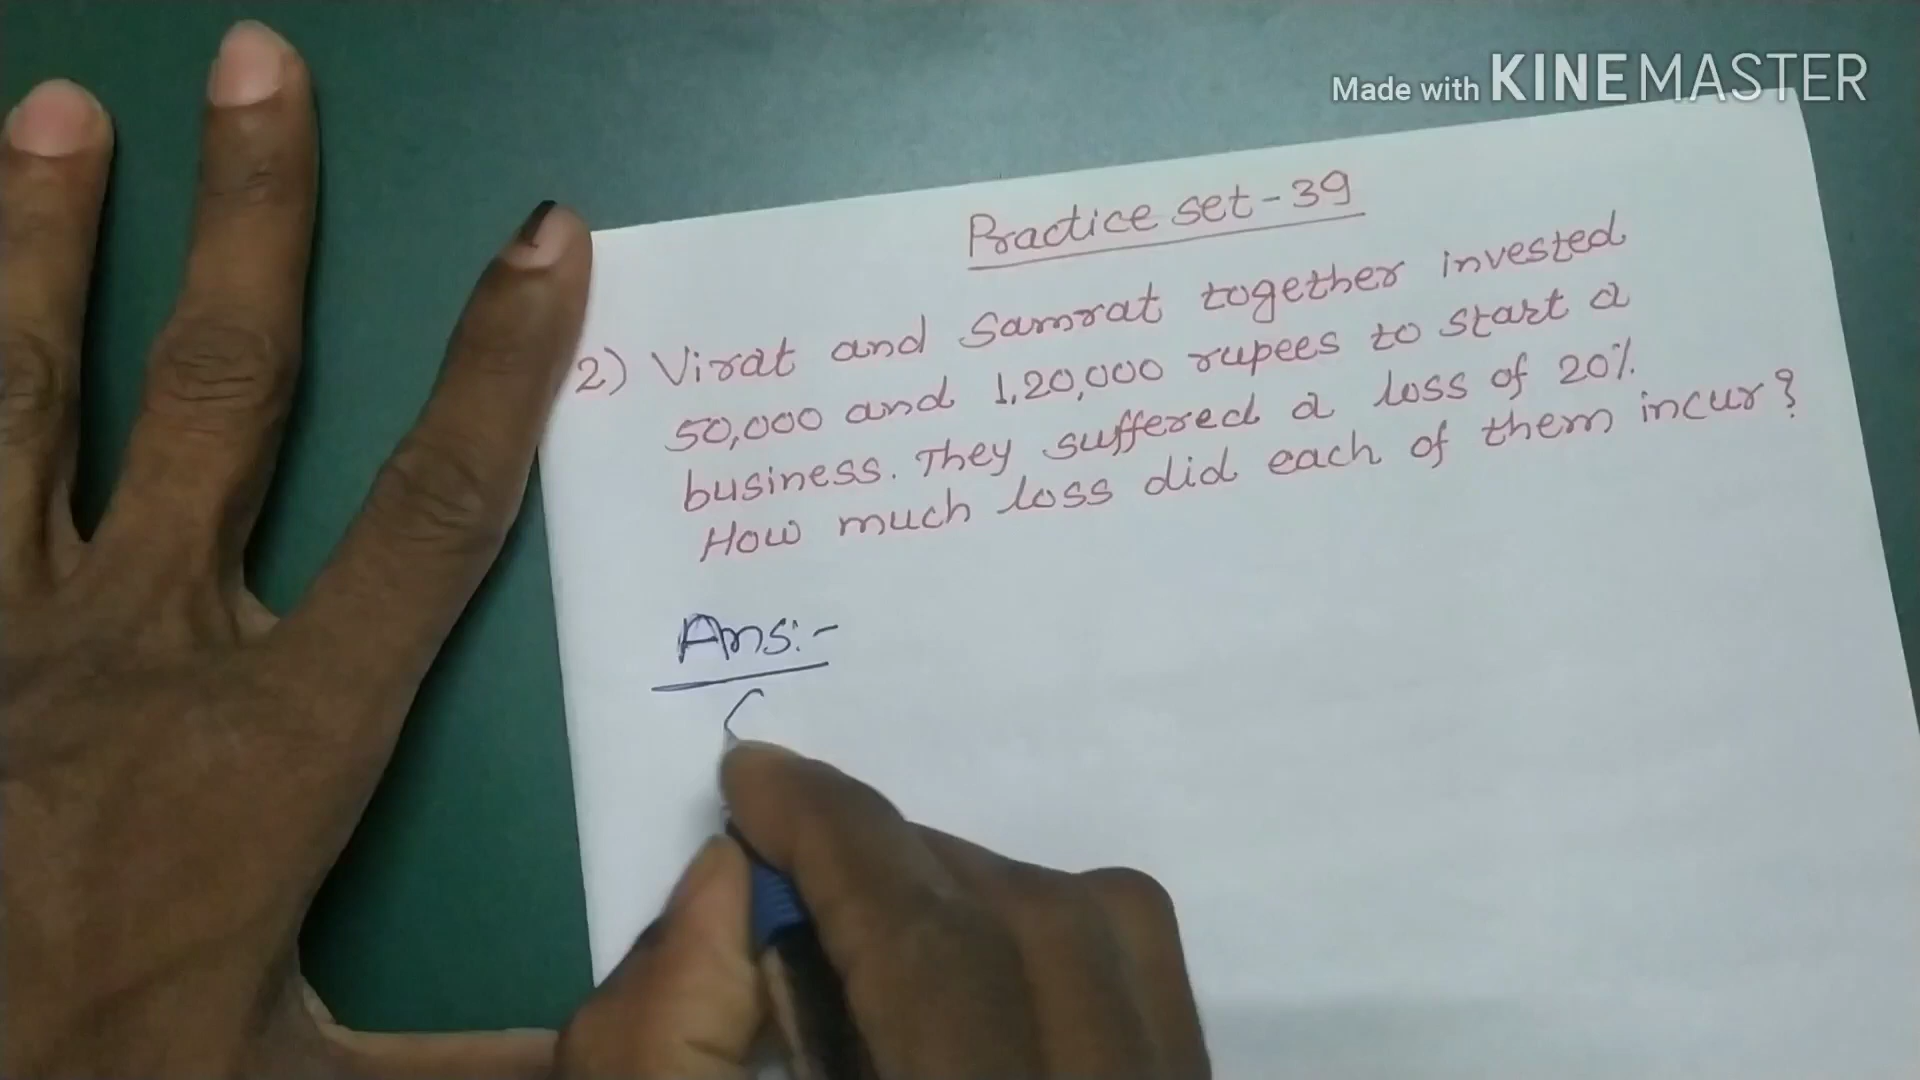 Made with KINEMASTER
Practice set-39
2) Virat and Samrat together invested
50,000 and 1,20,000 rupees to start a
business. They suffered a loss of 20%.
How much loss did each of them incur?
Ans:-